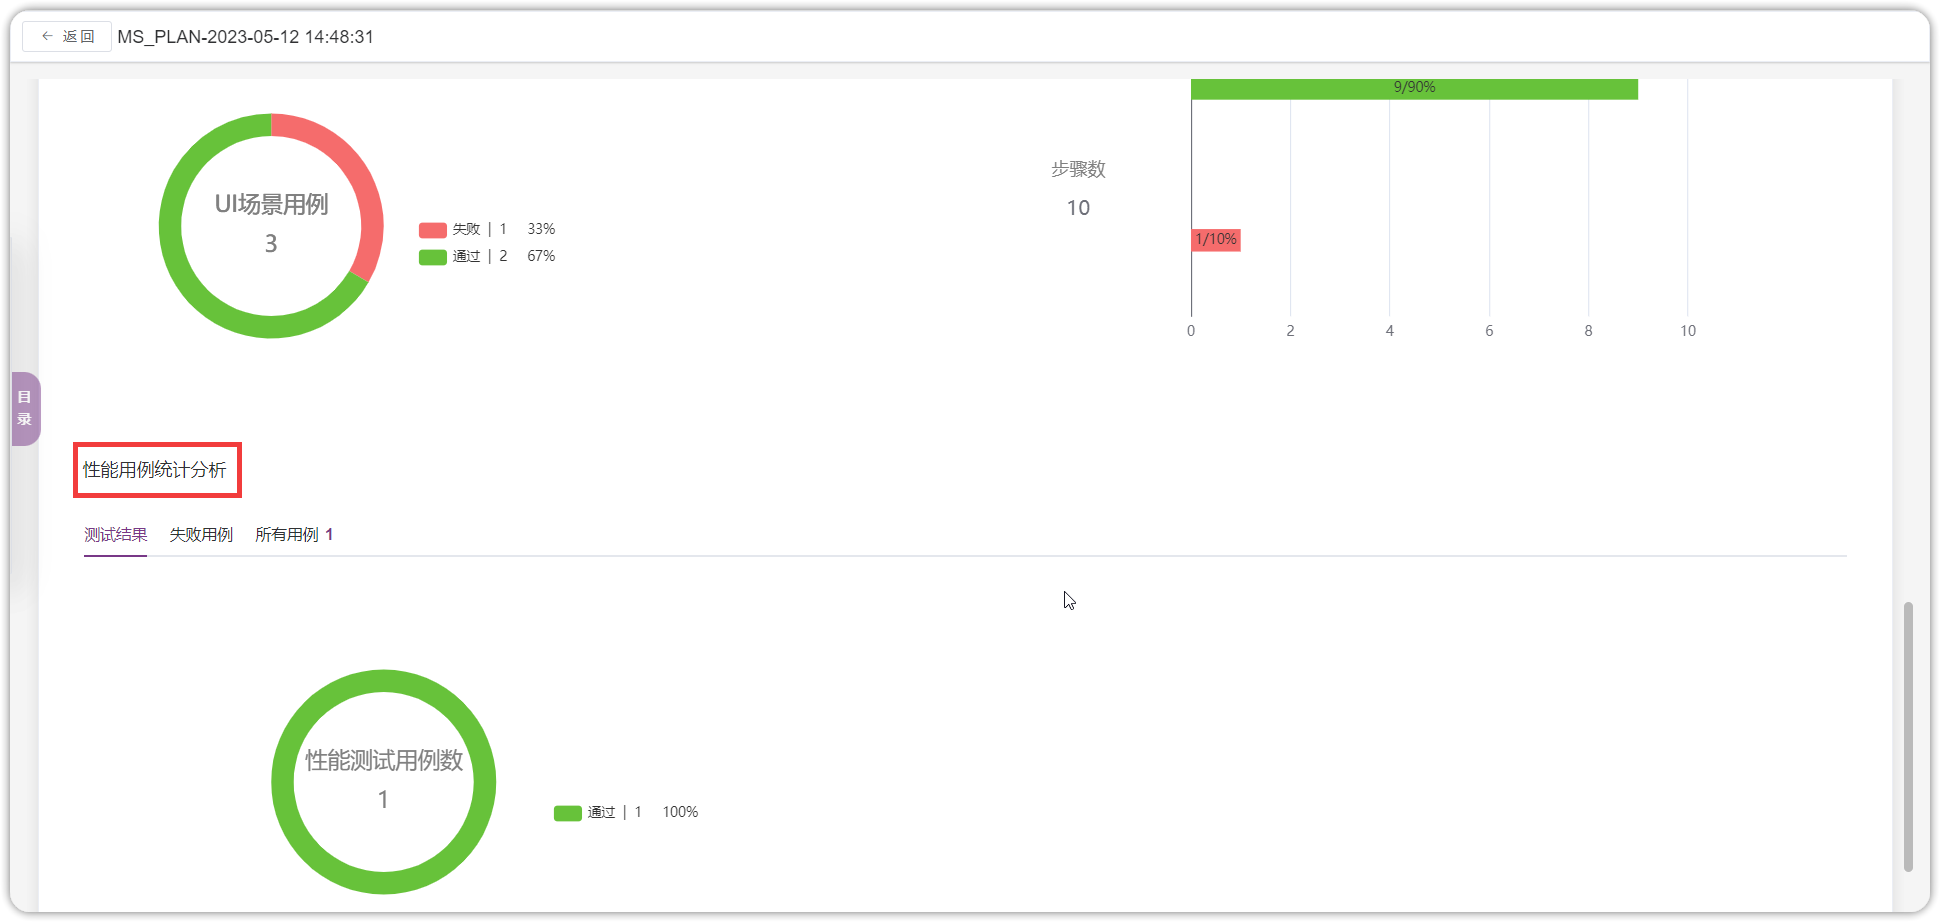 ← 返回 MS_PLAN-2023-05-12 14:48:31
UI场景用例
3
失败 | 1 33%
通过 | 2 67%
步骤数
10
9/90%
1/10%
0 2 4 6 8 10
目录
性能用例统计分析
测试结果 失败用例 所有用例 1
性能测试用例数
1
通过 | 1 100%